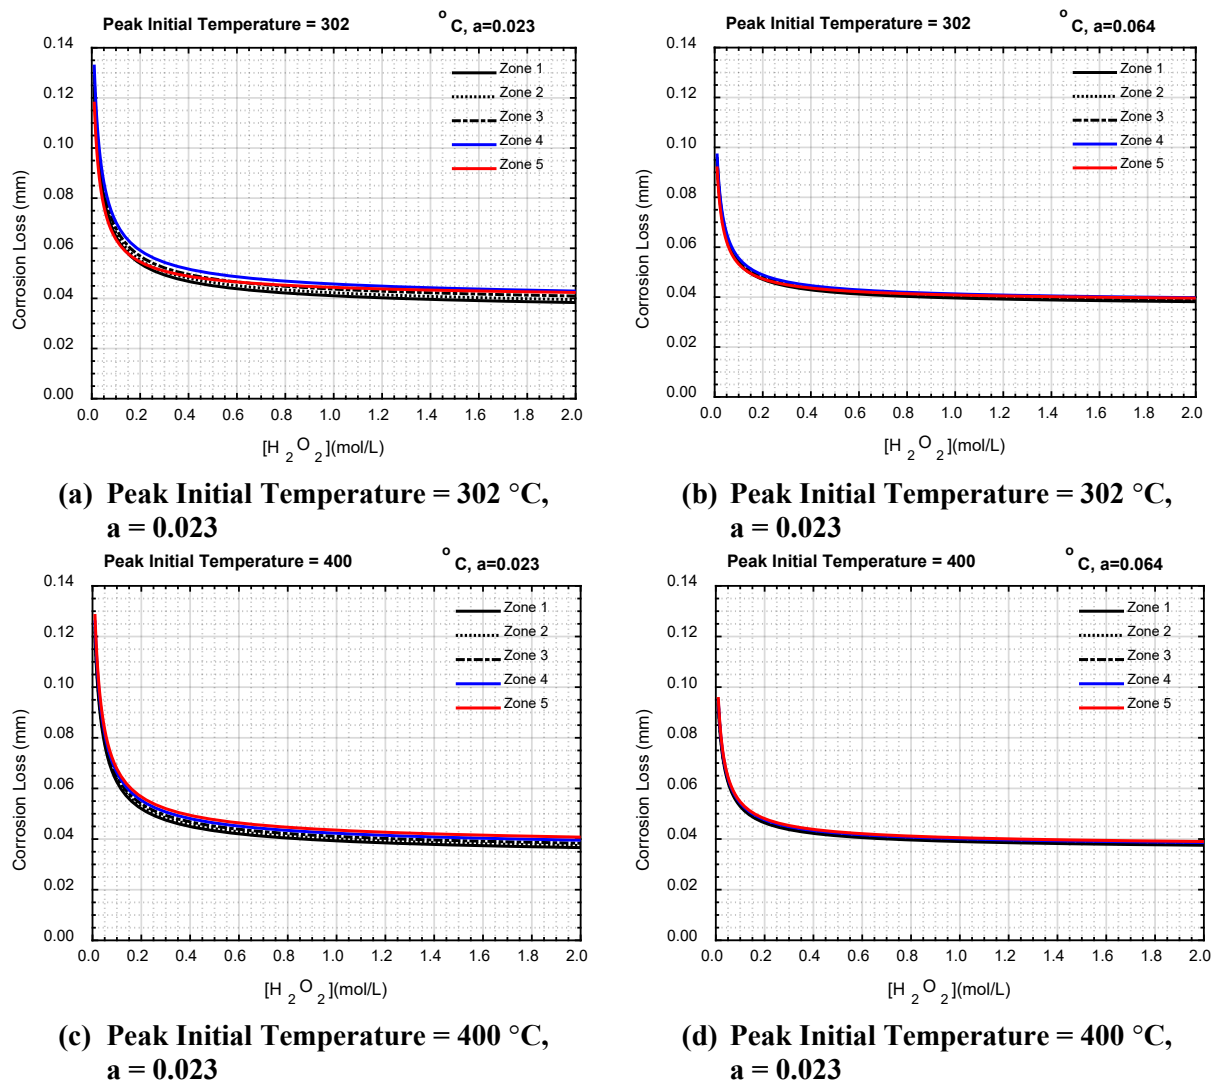 Peak Initial Temperature = 302 °C, a=0.023
0.14
0.12
0.10
0.08
0.06
0.04
0.02
0.00
Corrosion Loss (mm)
Zone 1
Zone 2
Zone 3
Zone 4
Zone 5
0.0 0.2 0.4 0.6 0.8 1.0 1.2 1.4 1.6 1.8 2.0
[H2O2](mol/L)
(a) Peak Initial Temperature = 302 °C,
a = 0.023
Peak Initial Temperature = 302 °C, a=0.064
0.14
0.12
0.10
0.08
0.06
0.04
0.02
0.00
Corrosion Loss (mm)
Zone 1
Zone 2
Zone 3
Zone 4
Zone 5
0.0 0.2 0.4 0.6 0.8 1.0 1.2 1.4 1.6 1.8 2.0
[H2O2](mol/L)
(b) Peak Initial Temperature = 302 °C,
a = 0.023
Peak Initial Temperature = 400 °C, a=0.023
0.14
0.12
0.10
0.08
0.06
0.04
0.02
0.00
Corrosion Loss (mm)
Zone 1
Zone 2
Zone 3
Zone 4
Zone 5
0.0 0.2 0.4 0.6 0.8 1.0 1.2 1.4 1.6 1.8 2.0
[H2O2](mol/L)
(c) Peak Initial Temperature = 400 °C,
a = 0.023
Peak Initial Temperature = 400 °C, a=0.064
0.14
0.12
0.10
0.08
0.06
0.04
0.02
0.00
Corrosion Loss (mm)
Zone 1
Zone 2
Zone 3
Zone 4
Zone 5
0.0 0.2 0.4 0.6 0.8 1.0 1.2 1.4 1.6 1.8 2.0
[H2O2](mol/L)
(d) Peak Initial Temperature = 400 °C,
a = 0.023